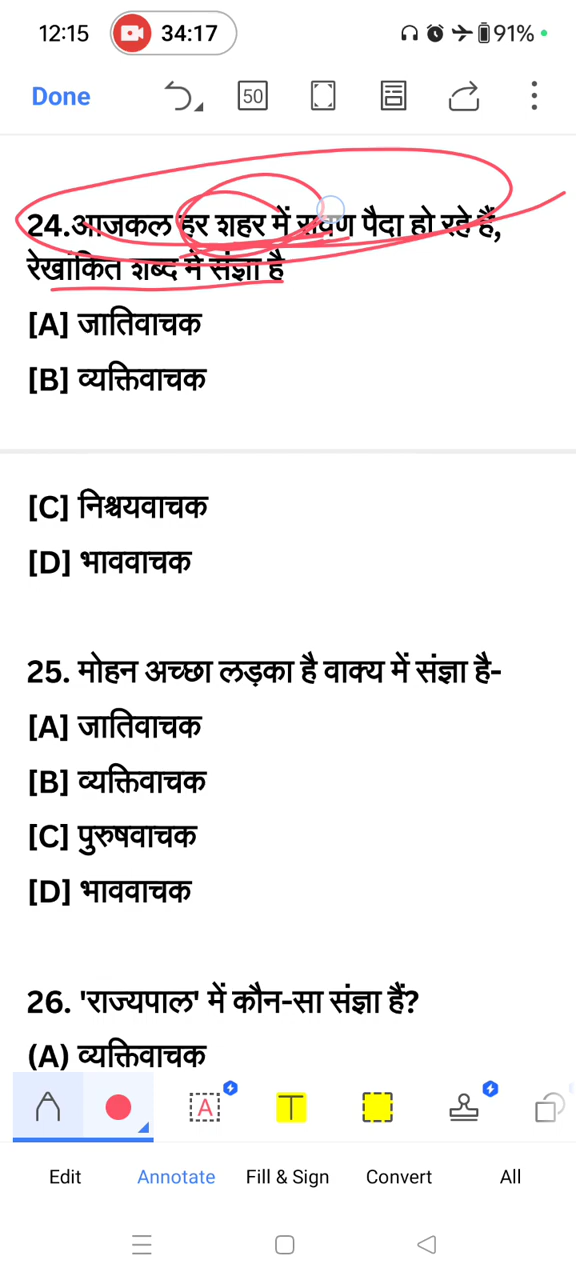 12:15 34:17 91%
Done 50
24.आजकल हर शहर में रावण पैदा हो रहे हैं,
रेखांकित शब्द मे संज्ञा है
[A] जातिवाचक
[B] व्यक्तिवाचक
[C] निश्चयवाचक
[D] भाववाचक
25. मोहन अच्छा लड़का है वाक्य में संज्ञा है-
[A] जातिवाचक
[B] व्यक्तिवाचक
[C] पुरुषवाचक
[D] भाववाचक
26. 'राज्यपाल' में कौन-सा संज्ञा हैं?
(A) व्यक्तिवाचक
A T
Edit Annotate Fill & Sign Convert All